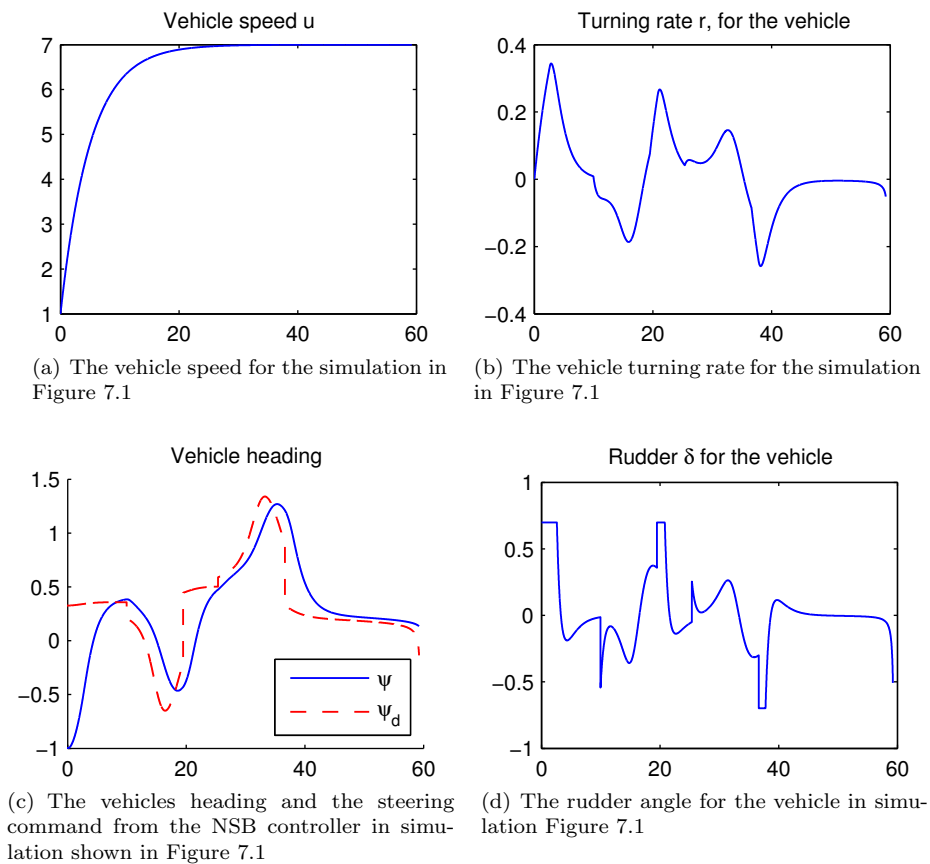 Vehicle speed u
7
6
5
4
3
2
1
0 20 40 60
(a) The vehicle speed for the simulation in
Figure 7.1
Turning rate r, for the vehicle
0.4
0.2
0
−0.2
−0.4
0 20 40 60
(b) The vehicle turning rate for the simulation
in Figure 7.1
Vehicle heading
1.5
1
0.5
0
−0.5
−1
0 20 40 60
ψ
ψd
(c) The vehicles heading and the steering
command from the NSB controller in simu-
lation shown in Figure 7.1
Rudder δ for the vehicle
1
0.5
0
−0.5
−1
0 20 40 60
(d) The rudder angle for the vehicle in simu-
lation Figure 7.1